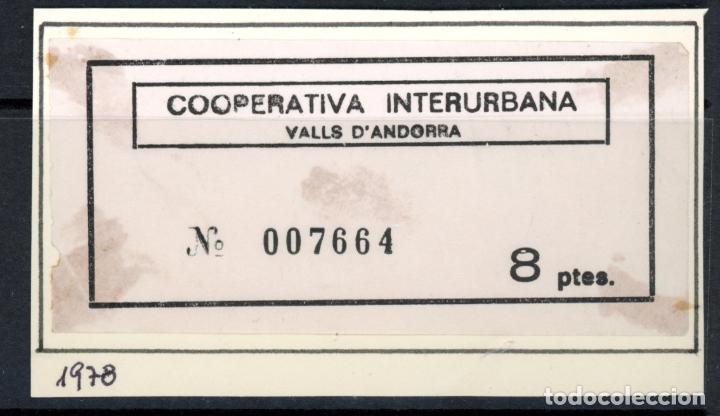 COOPERATIVA INTERURBANA
VALLS D'ANDORRA
Nº 007664
8 ptes.
1978
todocoleccion